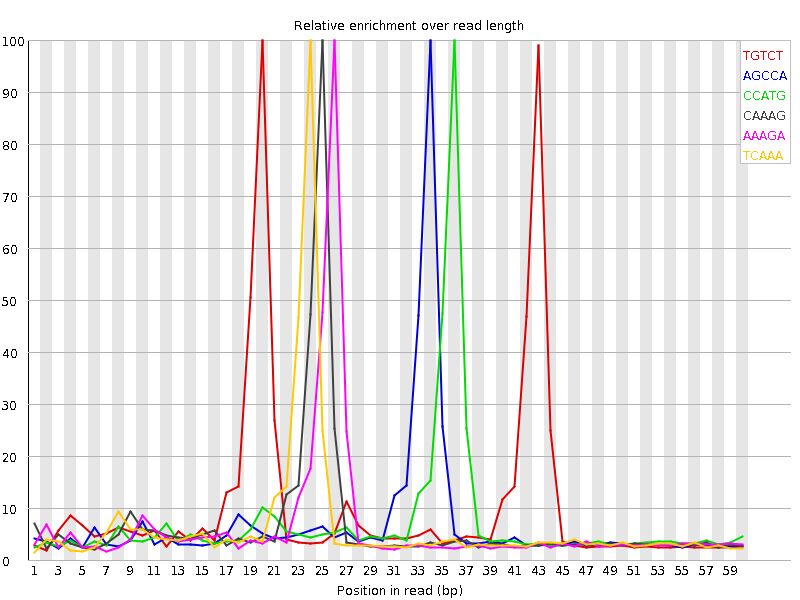 Relative enrichment over read length
100
90
80
70
60
50
40
30
20
10
0
TGTCT
AGCCA
CCATG
CAAAG
AAAGA
TCAAA
1 3 5 7 9 11 13 15 17 19 21 23 25 27 29 31 33 35 37 39 41 43 45 47 49 51 53 55 57 59
Position in read (bp)